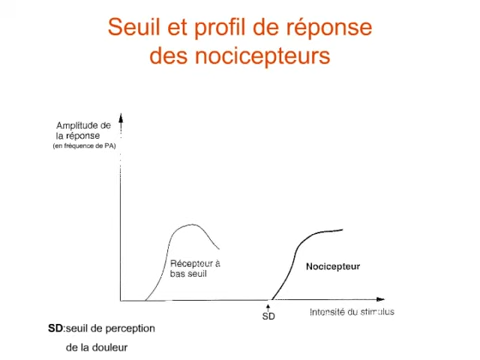 Seuil et profil de réponse
des nocicepteurs
Amplitude de
la réponse
(en fréquence de PA)
Récepteur à
bas seuil
Nocicepteur
SD
Intensité du stimulus
SD:seuil de perception
de la douleur